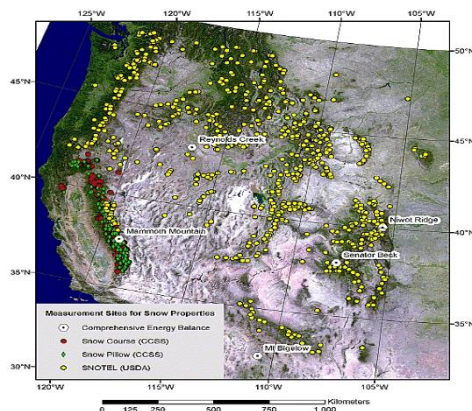 125°W 120°W 115°W 110°W 105°W
50°N
45°N
45°N
Reynolds Creek
40°N
40°N
Niwot Ridge
Mammoth Mountain
Senator Beck
35°N
35°N
Measurement Sites for Snow Properties
Comprehensive Energy Balance
Snow Course (CCSS)
Snow Pillow (CCSS)
SNOTEL (USDA)
Mt Bigelow
30°N
30°N
120°W 115°W 110°W 105°W
Kilometers
0 125 250 500 750 1,000